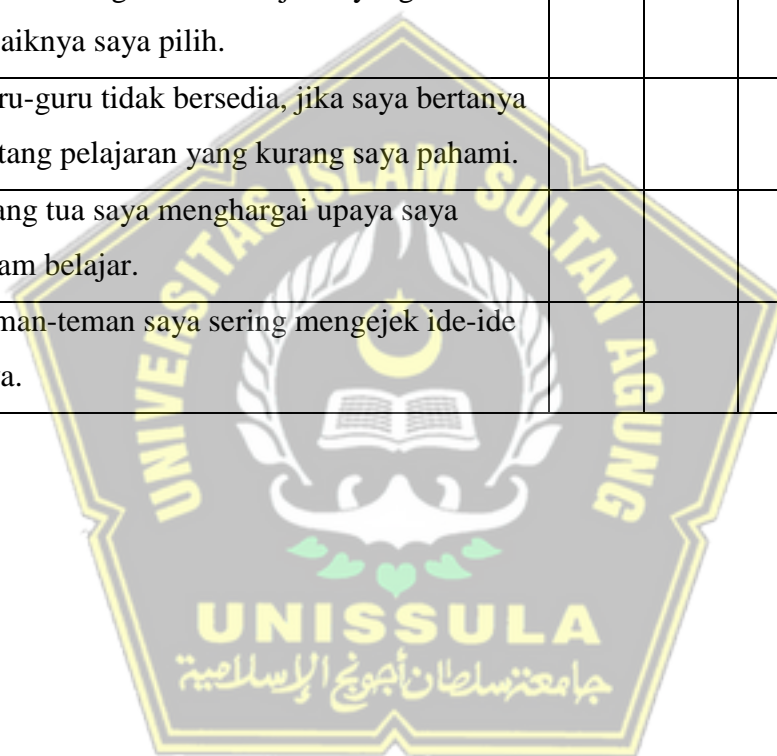 aiknya saya pilih.
ru-guru tidak bersedia, jika saya bertanya
tang pelajaran yang kurang saya pahami.
ang tua saya menghargai upaya saya
am belajar.
man-teman saya sering mengejek ide-ide
a.
UNIVERSITAS ISLAM SULTAN AGUNG
UNISSULA
جامعة سلطان أجونج الإسلامية